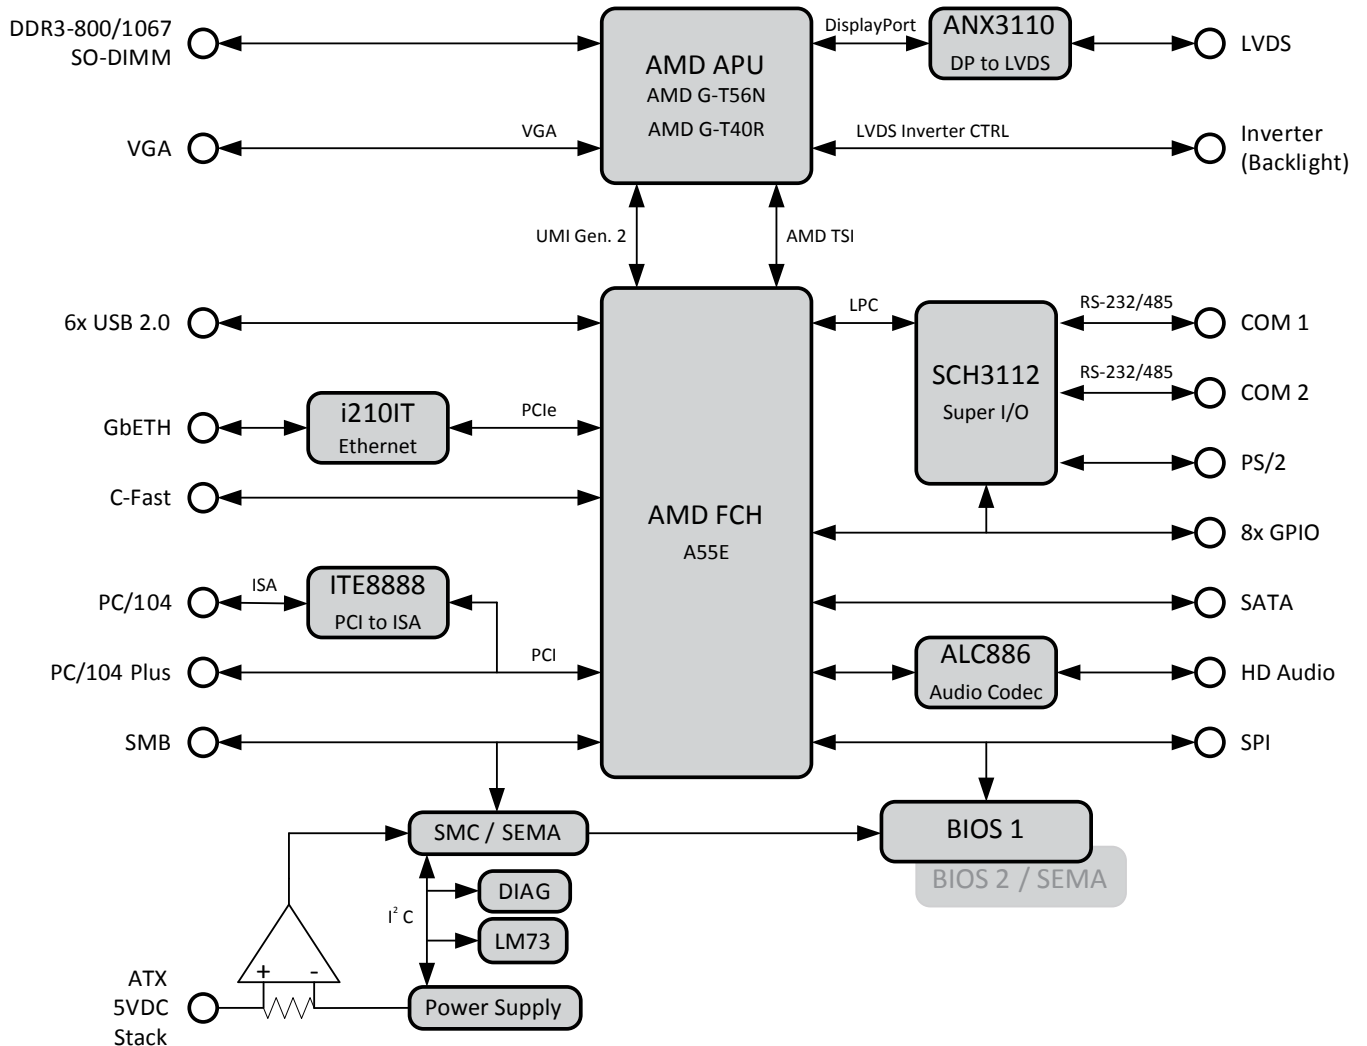 DDR3-800/1067
SO-DIMM
DisplayPort
ANX3110
DP to LVDS
LVDS
AMD APU
AMD G-T56N
AMD G-T40R
VGA
VGA
LVDS Inverter CTRL
Inverter
(Backlight)
UMI Gen. 2
AMD TSI
6x USB 2.0
LPC
RS-232/485
COM 1
SCH3112
Super I/O
RS-232/485
COM 2
GbETH
i210IT
Ethernet
PCIe
PS/2
C-Fast
AMD FCH
A55E
8x GPIO
PC/104
ISA
ITE8888
PCI to ISA
SATA
PC/104 Plus
PCI
ALC886
Audio Codec
HD Audio
SMB
SPI
SMC / SEMA
BIOS 1
BIOS 2 / SEMA
DIAG
I² C
LM73
+
-
ATX
5VDC
Stack
Power Supply